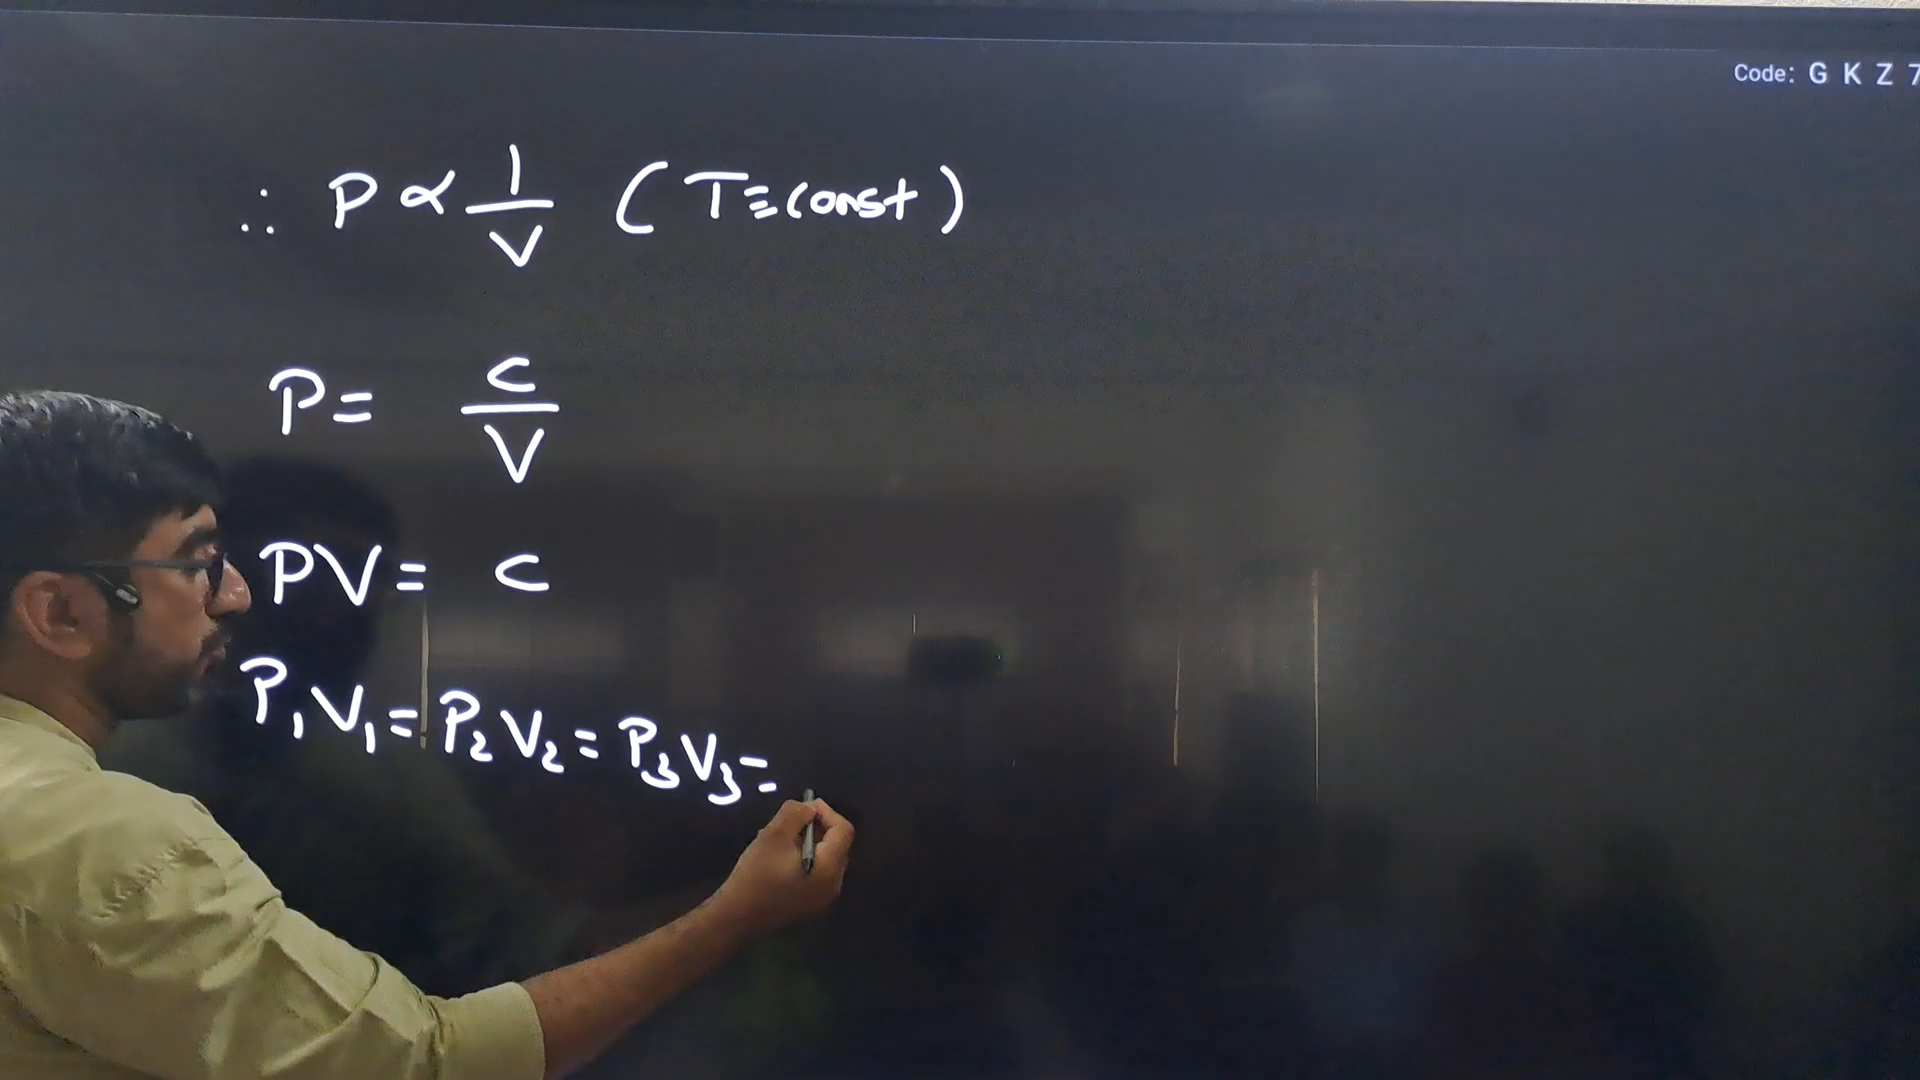 Code: G K Z 7
∴ P ∝ 1/V ( T ≡ const )
P = C/V
PV = C
P₁V₁ = P₂V₂ = P₃V₃ =